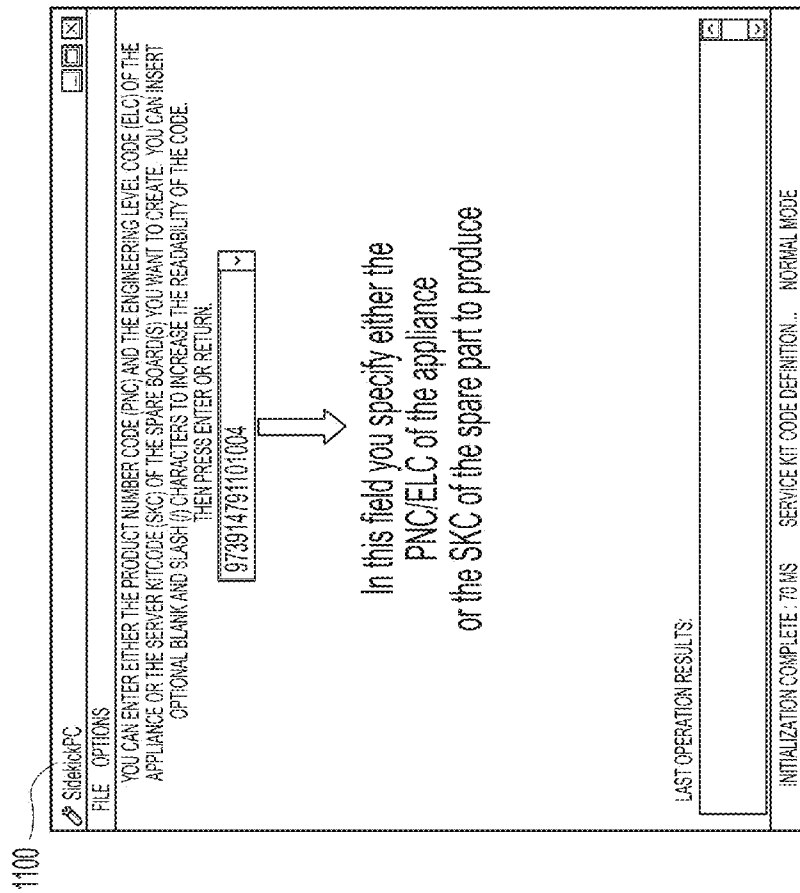 1100
SidekickPC
FILE OPTIONS
YOU CAN ENTER EITHER THE PRODUCT NUMBER CODE (PNC) AND THE ENGINEERING LEVEL CODE (ELC) OF THE
APPLIANCE OR THE SERVER KITCODE (SKC) OF THE SPARE BOARD(S) YOU WANT TO CREATE. YOU CAN INSERT
OPTIONAL BLANK AND SLASH (/) CHARACTERS TO INCREASE THE READABILITY OF THE CODE.
THEN PRESS ENTER OR RETURN.
973914791101004
In this field you specify either the
PNC/ELC of the appliance
or the SKC of the spare part to produce
LAST OPERATION RESULTS:
INITIALIZATION COMPLETE : 70 MS SERVICE KIT CODE DEFINITION... NORMAL MODE